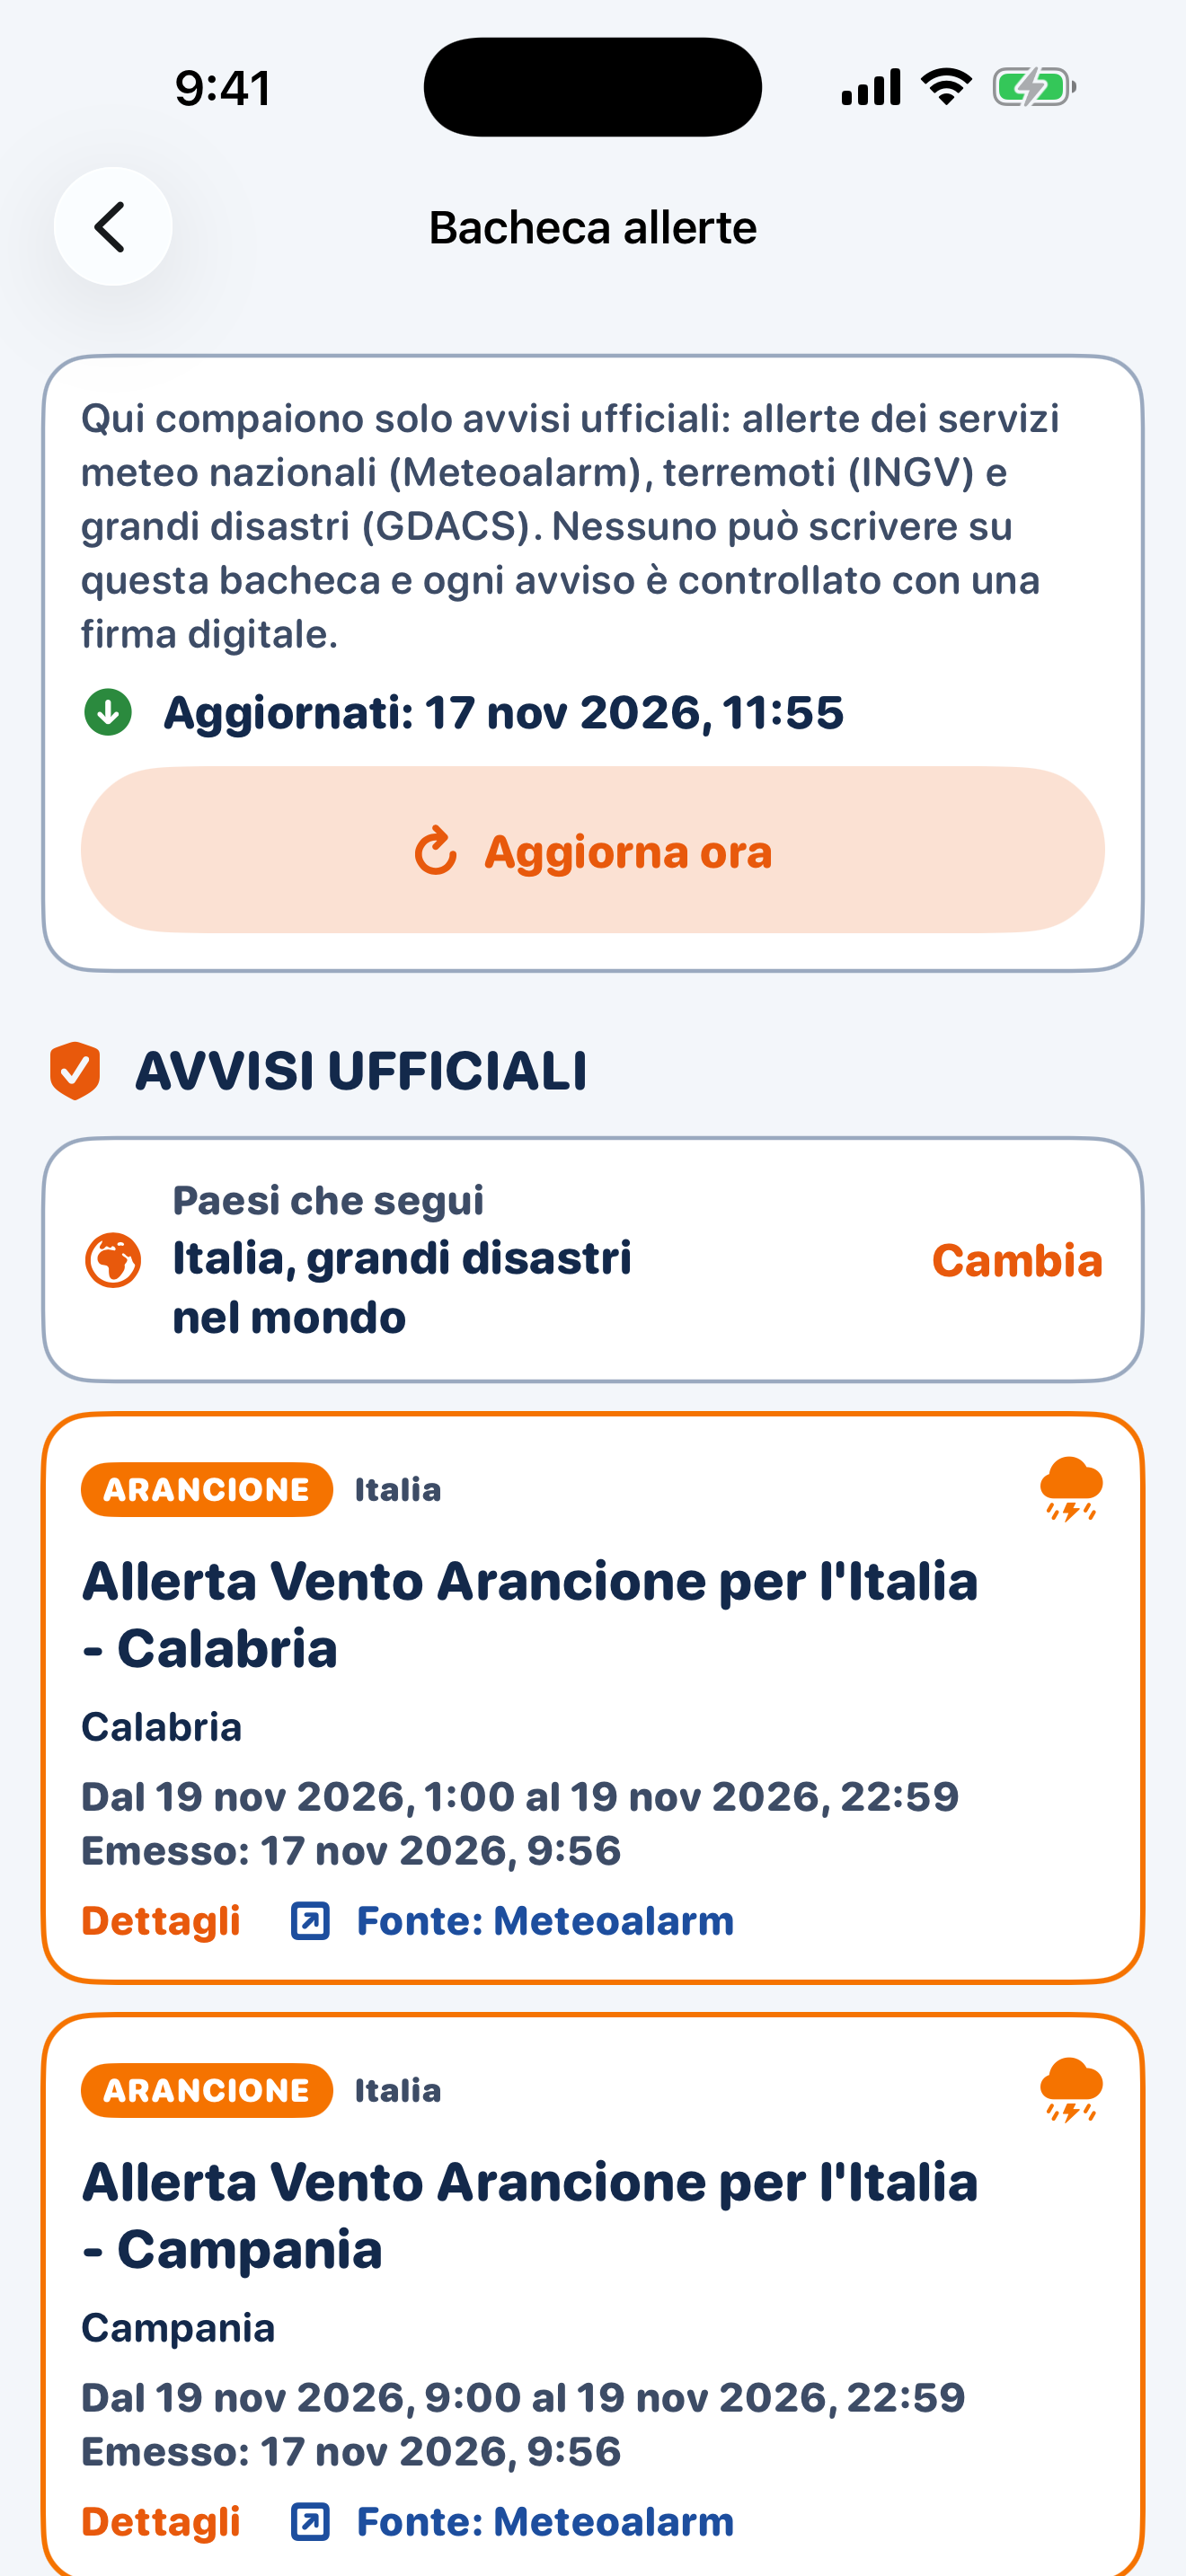 9:41
Bacheca allerte
Qui compaiono solo avvisi ufficiali: allerte dei servizi
meteo nazionali (Meteoalarm), terremoti (INGV) e
grandi disastri (GDACS). Nessuno può scrivere su
questa bacheca e ogni avviso è controllato con una
firma digitale.
Aggiornati: 17 nov 2026, 11:55
Aggiorna ora
AVVISI UFFICIALI
Paesi che segui
Italia, grandi disastri
nel mondo
Cambia
ARANCIONE Italia
Allerta Vento Arancione per l'Italia
- Calabria
Calabria
Dal 19 nov 2026, 1:00 al 19 nov 2026, 22:59
Emesso: 17 nov 2026, 9:56
Dettagli Fonte: Meteoalarm
ARANCIONE Italia
Allerta Vento Arancione per l'Italia
- Campania
Campania
Dal 19 nov 2026, 9:00 al 19 nov 2026, 22:59
Emesso: 17 nov 2026, 9:56
Dettagli Fonte: Meteoalarm